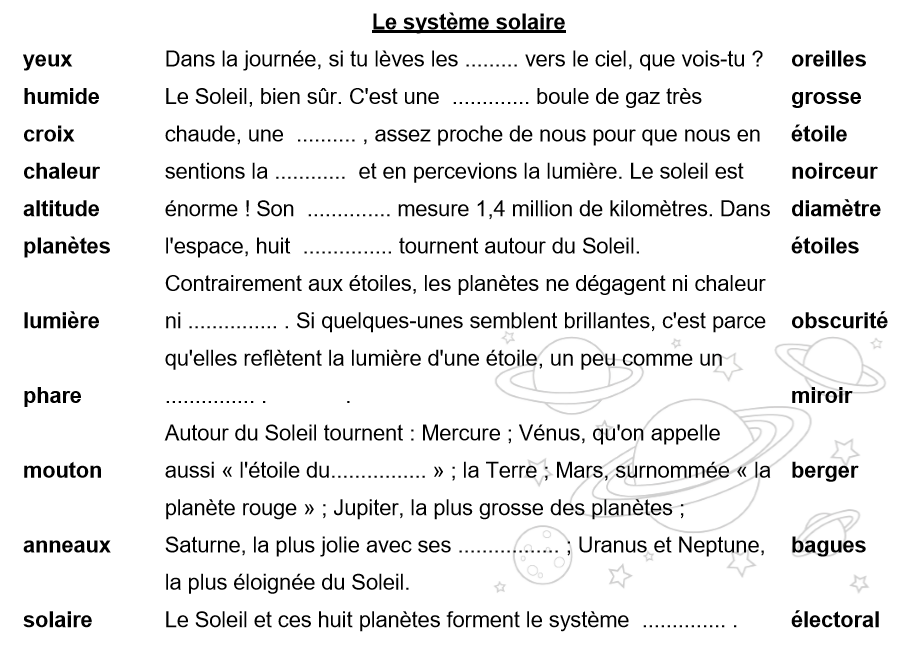 Le système solaire
yeux Dans la journée, si tu lèves les ......... vers le ciel, que vois-tu ? oreilles
humide Le Soleil, bien sûr. C'est une ............. boule de gaz très grosse
croix chaude, une .......... , assez proche de nous pour que nous en étoile
chaleur sentions la ............ et en percevions la lumière. Le soleil est noirceur
altitude énorme ! Son .............. mesure 1,4 million de kilomètres. Dans diamètre
planètes l'espace, huit ............... tournent autour du Soleil. étoiles
Contrairement aux étoiles, les planètes ne dégagent ni chaleur
lumière ni ............... . Si quelques-unes semblent brillantes, c'est parce obscurité
qu'elles reflètent la lumière d'une étoile, un peu comme un
phare ............... . . miroir
Autour du Soleil tournent : Mercure ; Vénus, qu'on appelle
mouton aussi « l'étoile du................ » ; la Terre ; Mars, surnommée « la berger
planète rouge » ; Jupiter, la plus grosse des planètes ;
anneaux Saturne, la plus jolie avec ses ................. ; Uranus et Neptune, bagues
la plus éloignée du Soleil.
solaire Le Soleil et ces huit planètes forment le système .............. . électoral